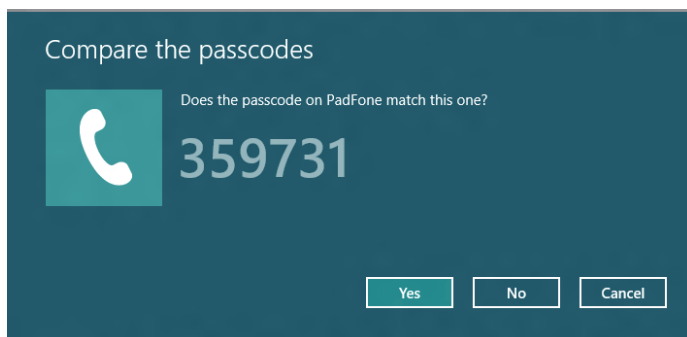 Compare the passcodes
Does the passcode on PadFone match this one?
359731
Yes No Cancel